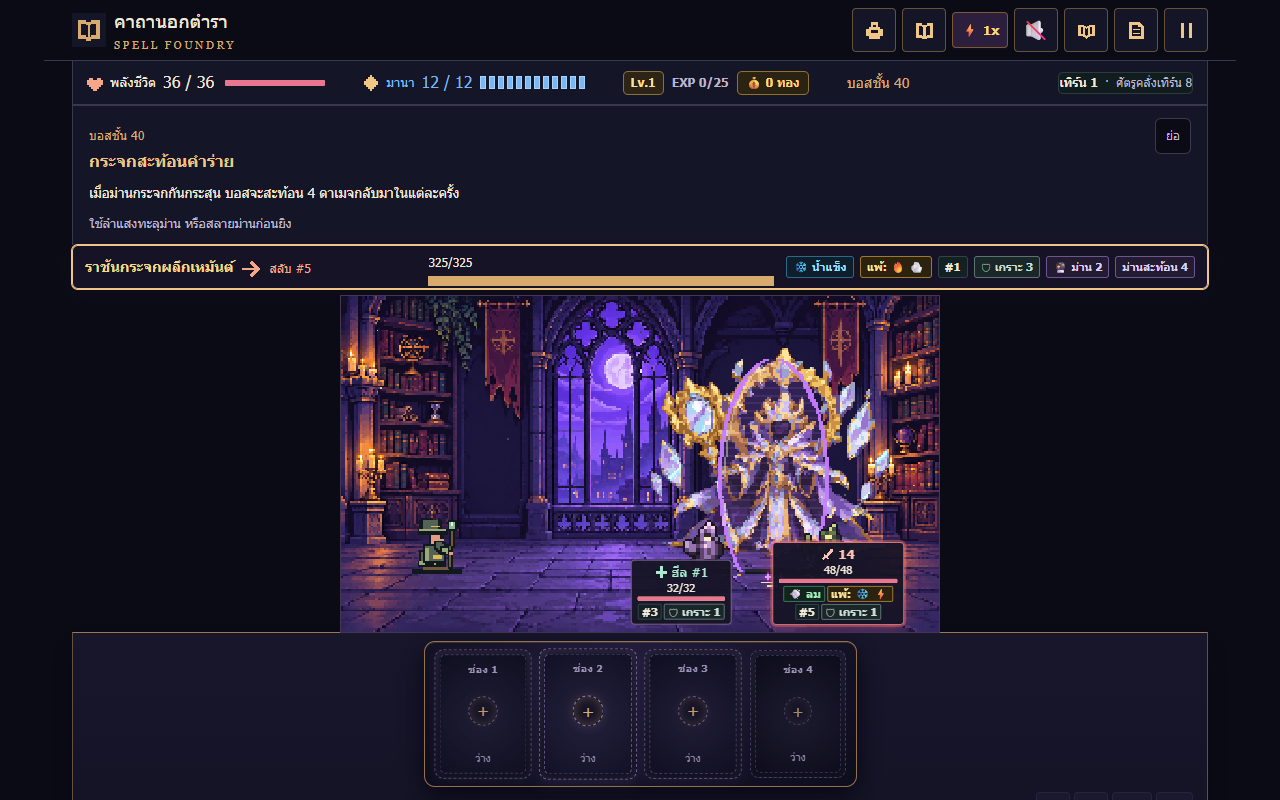 คาถานอกตำรา
SPELL FOUNDRY
1x
พลังชีวิต 36 / 36
มานา 12 / 12
Lv.1 EXP 0/25 0 ทอง
บอสชั้น 40
เทิร์น 1 · ศัตรูคลั่งเทิร์น 8
บอสชั้น 40
ย่อ
กระจกสะท้อนคำร่าย
เมื่อม่านกระจกกันกระสุน บอสจะสะท้อน 4 ดาเมจกลับมาในแต่ละครั้ง
ใช้ลำแสงทะลุม่าน หรือสลายม่านก่อนยิง
ราชันกระจกผลึกเหมันต์ สลับ #5
325/325
น้ำแข็ง แพ้: #1 เกราะ 3 ม่าน 2 ม่านสะท้อน 4
ฮีล #1
32/32
#3 เกราะ 1
14
48/48
ลม แพ้:
#5 เกราะ 1
ช่อง 1 ช่อง 2 ช่อง 3 ช่อง 4
+ + + +
ว่าง ว่าง ว่าง ว่าง